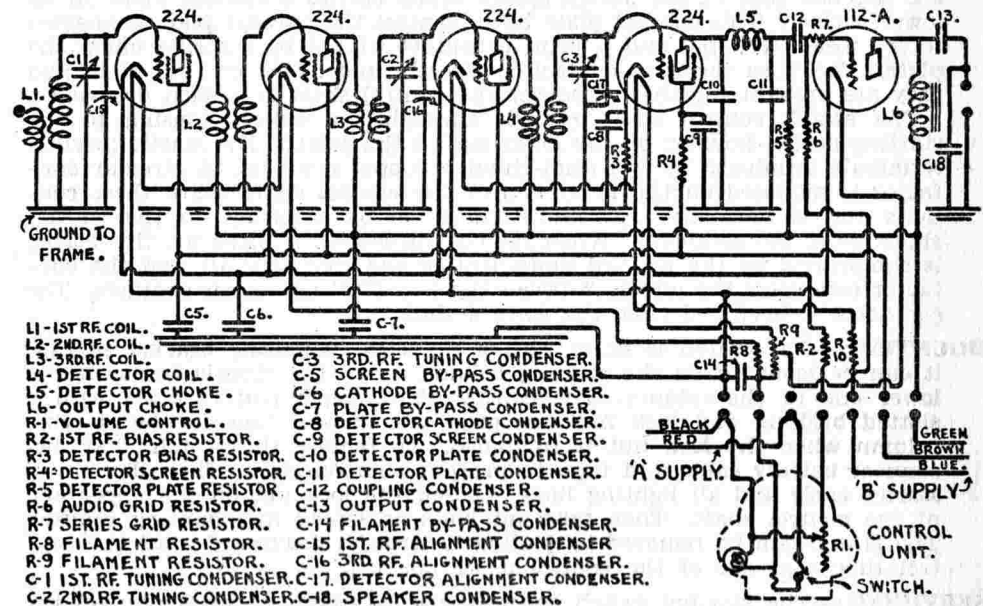 224.
224.
224.
224.
L5.
C12
R7.
112-A.
C13.
C1
C2
C3
L1.
C15
L2
L3
C16
L4
C17
C8
R
3
R4
C9
C10
C11
R
5
R
6
L6
C18
GROUND TO
FRAME.
C5.
C6.
C-7.
R8
R9
R-2
R
10
C14
L1-1ST RF. COIL.
L2-2ND. RF. COIL.
L3-3RD. RF. COIL.
L4-DETECTOR COIL.
L5-DETECTOR CHOKE.
L6-OUTPUT CHOKE.
R-1-VOLUME CONTROL.
R2-1ST RF. BIAS RESISTOR.
R-3 DETECTOR BIAS RESISTOR.
R-4-DETECTOR SCREEN RESISTOR.
R-5 DETECTOR PLATE RESISTOR.
R-6 AUDIO GRID RESISTOR.
R-7 SERIES GRID RESISTOR.
R-8 FILAMENT RESISTOR.
R-9 FILAMENT RESISTOR.
C-1 1ST. RF. TUNING CONDENSER.
C-2 2ND. RF. TUNING CONDENSER.
C-3 3RD. RF. TUNING CONDENSER.
C-5 SCREEN BY-PASS CONDENSER.
C-6 CATHODE BY-PASS CONDENSER
C-7 PLATE BY-PASS CONDENSER.
C-8 DETECTOR CATHODE CONDENSER.
C-9 DETECTOR SCREEN CONDENSER.
C-10 DETECTOR PLATE CONDENSER.
C-11 DETECTOR PLATE CONDENSER.
C-12 COUPLING CONDENSER.
C-13 OUTPUT CONDENSER.
C-14 FILAMENT BY-PASS CONDENSER.
C-15 1ST. RF. ALIGNMENT CONDENSER
C-16 3RD. RF. ALIGNMENT CONDENSER.
C-17. DETECTOR ALIGNMENT CONDENSER.
C-18. SPEAKER CONDENSER.
BLACK
RED
"A" SUPPLY.
GREEN
BROWN
BLUE.
"B" SUPPLY
R1.
CONTROL
UNIT.
SWITCH.